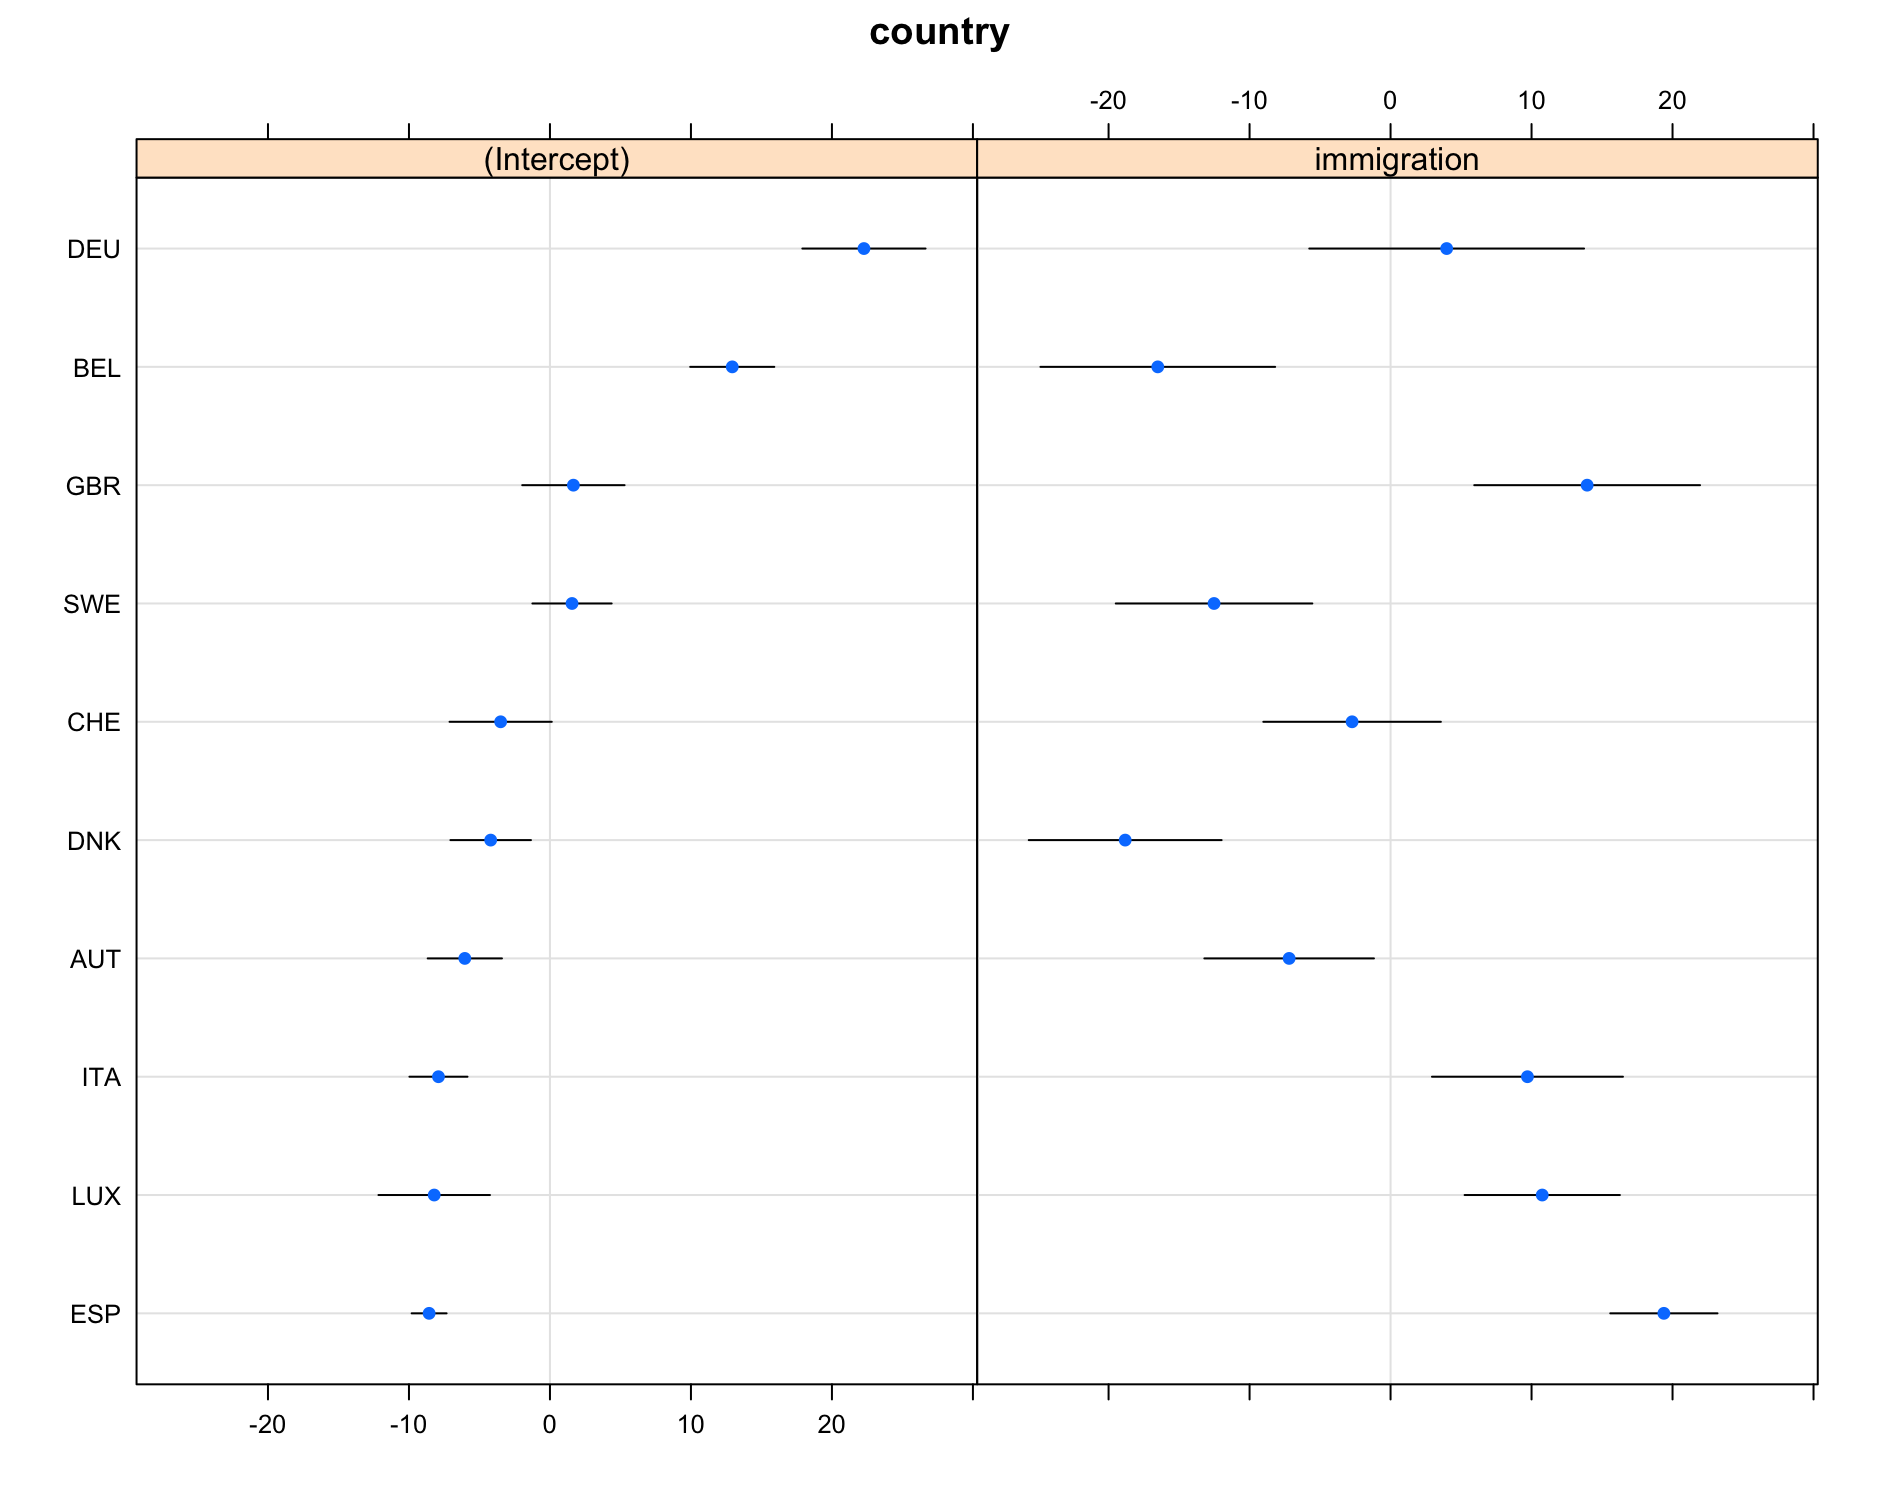 country
-20 -10 0 10 20
(Intercept) immigration
DEU
BEL
GBR
SWE
CHE
DNK
AUT
ITA
LUX
ESP
-20 -10 0 10 20